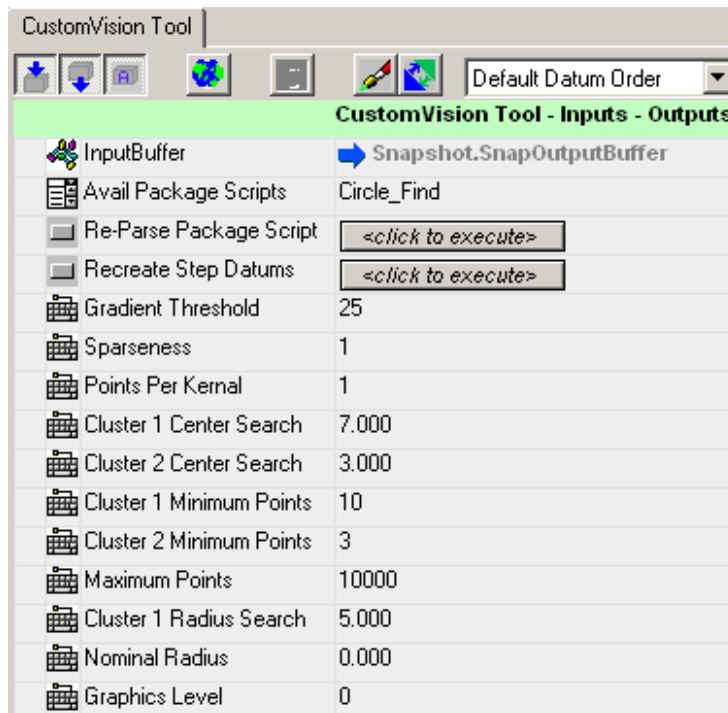 CustomVision Tool
A
Default Datum Order
CustomVision Tool - Inputs - Outputs
InputBuffer Snapshot.SnapOutputBuffer
Avail Package Scripts Circle_Find
Re-Parse Package Script <click to execute>
Recreate Step Datums <click to execute>
Gradient Threshold 25
Sparseness 1
Points Per Kernal 1
Cluster 1 Center Search 7.000
Cluster 2 Center Search 3.000
Cluster 1 Minimum Points 10
Cluster 2 Minimum Points 3
Maximum Points 10000
Cluster 1 Radius Search 5.000
Nominal Radius 0.000
Graphics Level 0